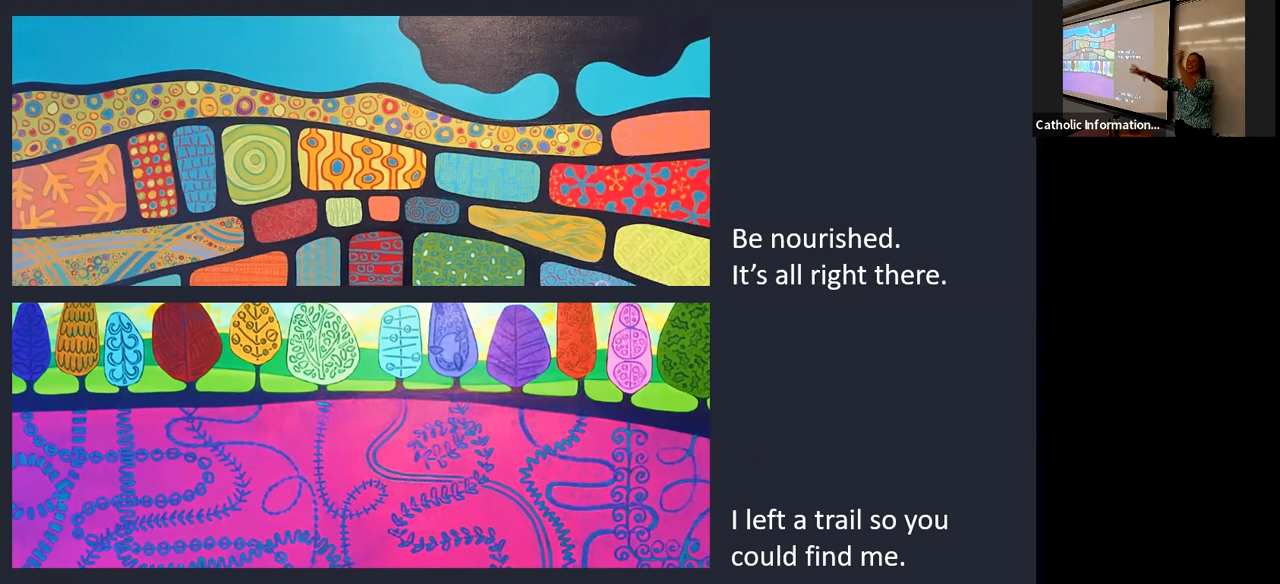 Catholic Information...
Be nourished.
It's all right there.
I left a trail so you
could find me.